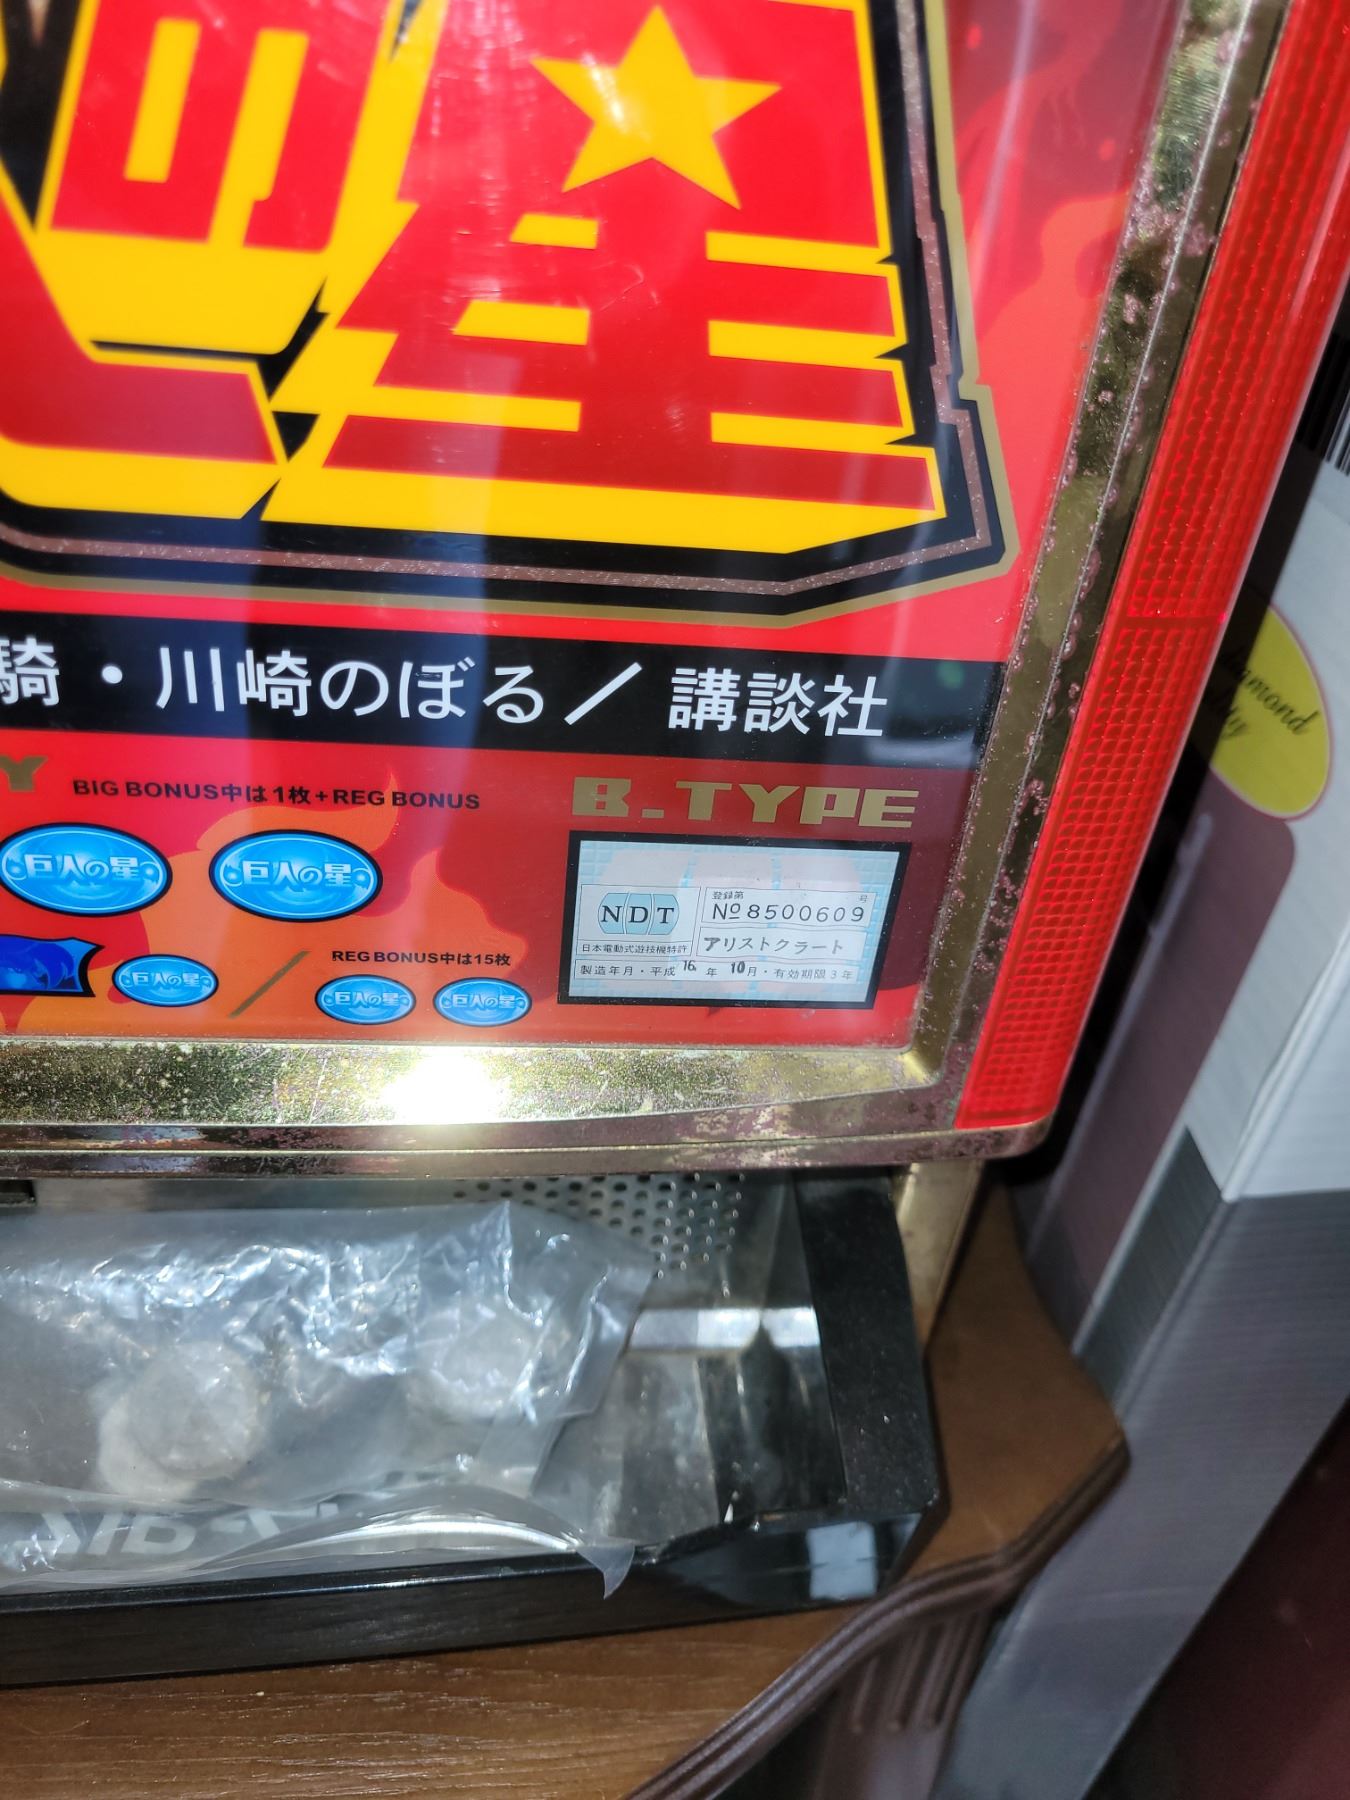 の星
騎・川崎のぼる／講談社
Y BIG BONUS中は1枚+REG BONUS
B.TYPE
巨人の星 巨人の星
NDT
日本電動式遊技機特許
登録第 号
No 8500609
アリストクラート
製造年月・平成16年10月・有効期限3年
REG BONUS中は15枚
巨人の星 巨人の星 巨人の星